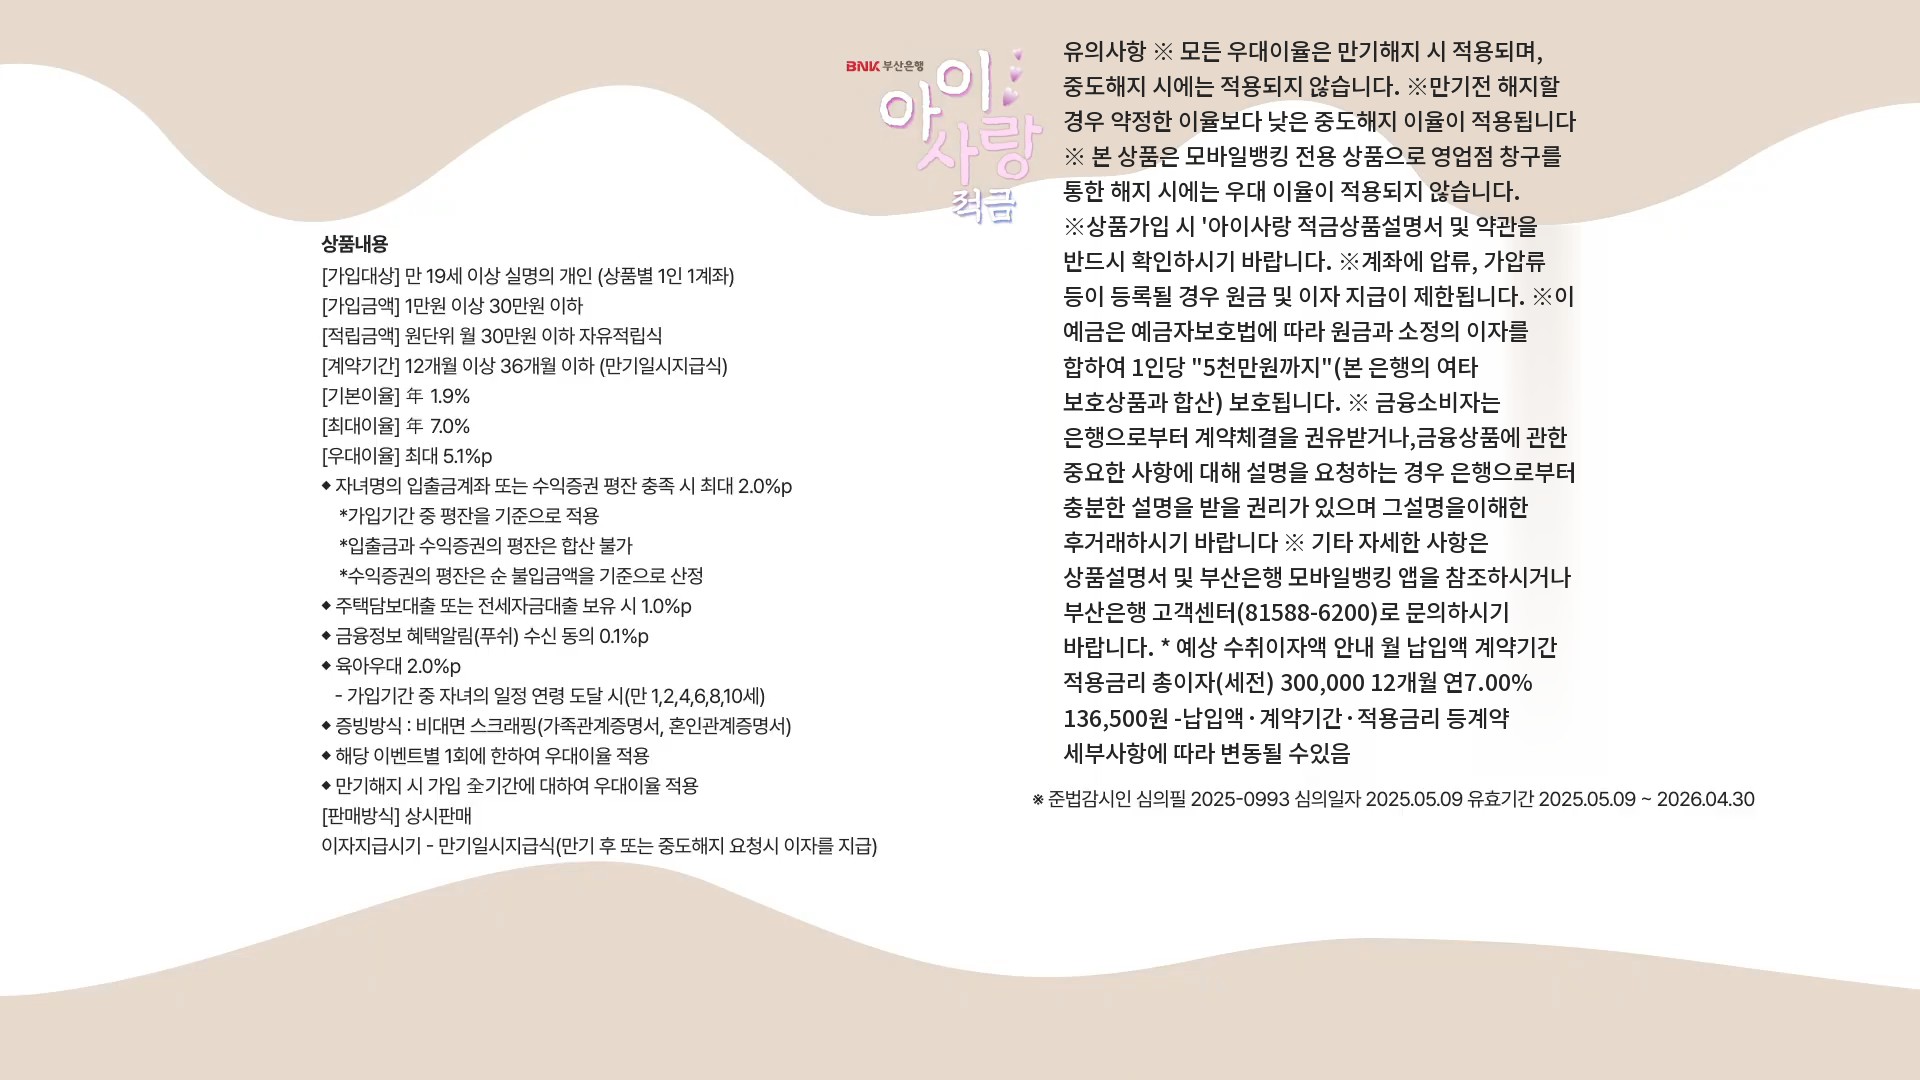 BNK 부산은행
아이
사랑
적금
상품내용
[가입대상] 만 19세 이상 실명의 개인 (상품별 1인 1계좌)
[가입금액] 1만원 이상 30만원 이하
[적립금액] 원단위 월 30만원 이하 자유적립식
[계약기간] 12개월 이상 36개월 이하 (만기일시지급식)
[기본이율] 年 1.9%
[최대이율] 年 7.0%
[우대이율] 최대 5.1%p
◆ 자녀명의 입출금계좌 또는 수익증권 평잔 충족 시 최대 2.0%p
*가입기간 중 평잔을 기준으로 적용
*입출금과 수익증권의 평잔은 합산 불가
*수익증권의 평잔은 순 불입금액을 기준으로 산정
◆ 주택담보대출 또는 전세자금대출 보유 시 1.0%p
◆ 금융정보 혜택알림(푸쉬) 수신 동의 0.1%p
◆ 육아우대 2.0%p
- 가입기간 중 자녀의 일정 연령 도달 시(만 1,2,4,6,8,10세)
◆ 증빙방식 : 비대면 스크래핑(가족관계증명서, 혼인관계증명서)
◆ 해당 이벤트별 1회에 한하여 우대이율 적용
◆ 만기해지 시 가입 全기간에 대하여 우대이율 적용
[판매방식] 상시판매
이자지급시기 - 만기일시지급식(만기 후 또는 중도해지 요청시 이자를 지급)
유의사항 ※ 모든 우대이율은 만기해지 시 적용되며,
중도해지 시에는 적용되지 않습니다. ※만기전 해지할
경우 약정한 이율보다 낮은 중도해지 이율이 적용됩니다
※ 본 상품은 모바일뱅킹 전용 상품으로 영업점 창구를
통한 해지 시에는 우대 이율이 적용되지 않습니다.
※상품가입 시 '아이사랑 적금상품설명서 및 약관을
반드시 확인하시기 바랍니다. ※계좌에 압류, 가압류
등이 등록될 경우 원금 및 이자 지급이 제한됩니다. ※이
예금은 예금자보호법에 따라 원금과 소정의 이자를
합하여 1인당 "5천만원까지"(본 은행의 여타
보호상품과 합산) 보호됩니다. ※ 금융소비자는
은행으로부터 계약체결을 권유받거나,금융상품에 관한
중요한 사항에 대해 설명을 요청하는 경우 은행으로부터
충분한 설명을 받을 권리가 있으며 그설명을이해한
후거래하시기 바랍니다 ※ 기타 자세한 사항은
상품설명서 및 부산은행 모바일뱅킹 앱을 참조하시거나
부산은행 고객센터(81588-6200)로 문의하시기
바랍니다. * 예상 수취이자액 안내 월 납입액 계약기간
적용금리 총이자(세전) 300,000 12개월 연7.00%
136,500원 -납입액·계약기간·적용금리 등계약
세부사항에 따라 변동될 수있음
※ 준법감시인 심의필 2025-0993 심의일자 2025.05.09 유효기간 2025.05.09 ~ 2026.04.30